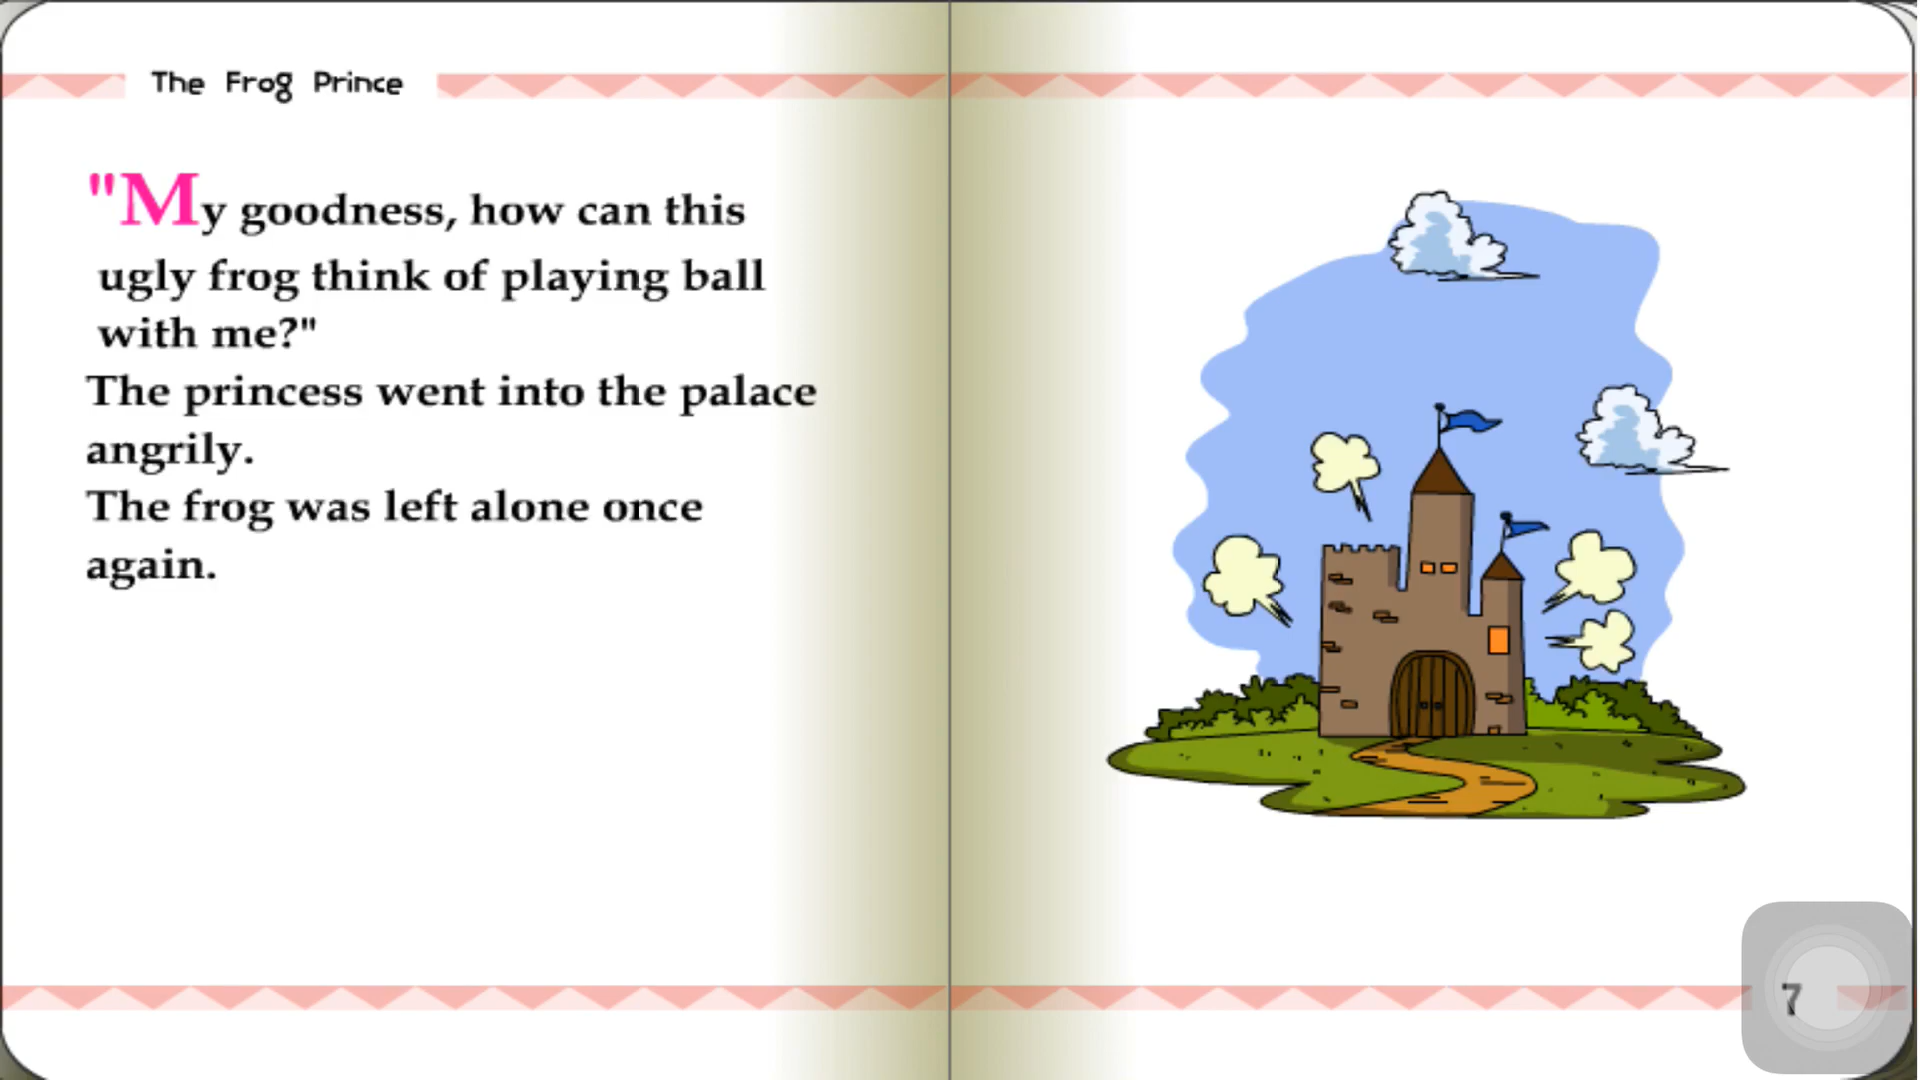 The Frog Prince
"My goodness, how can this
ugly frog think of playing ball
with me?"
The princess went into the palace
angrily.
The frog was left alone once
again.
7